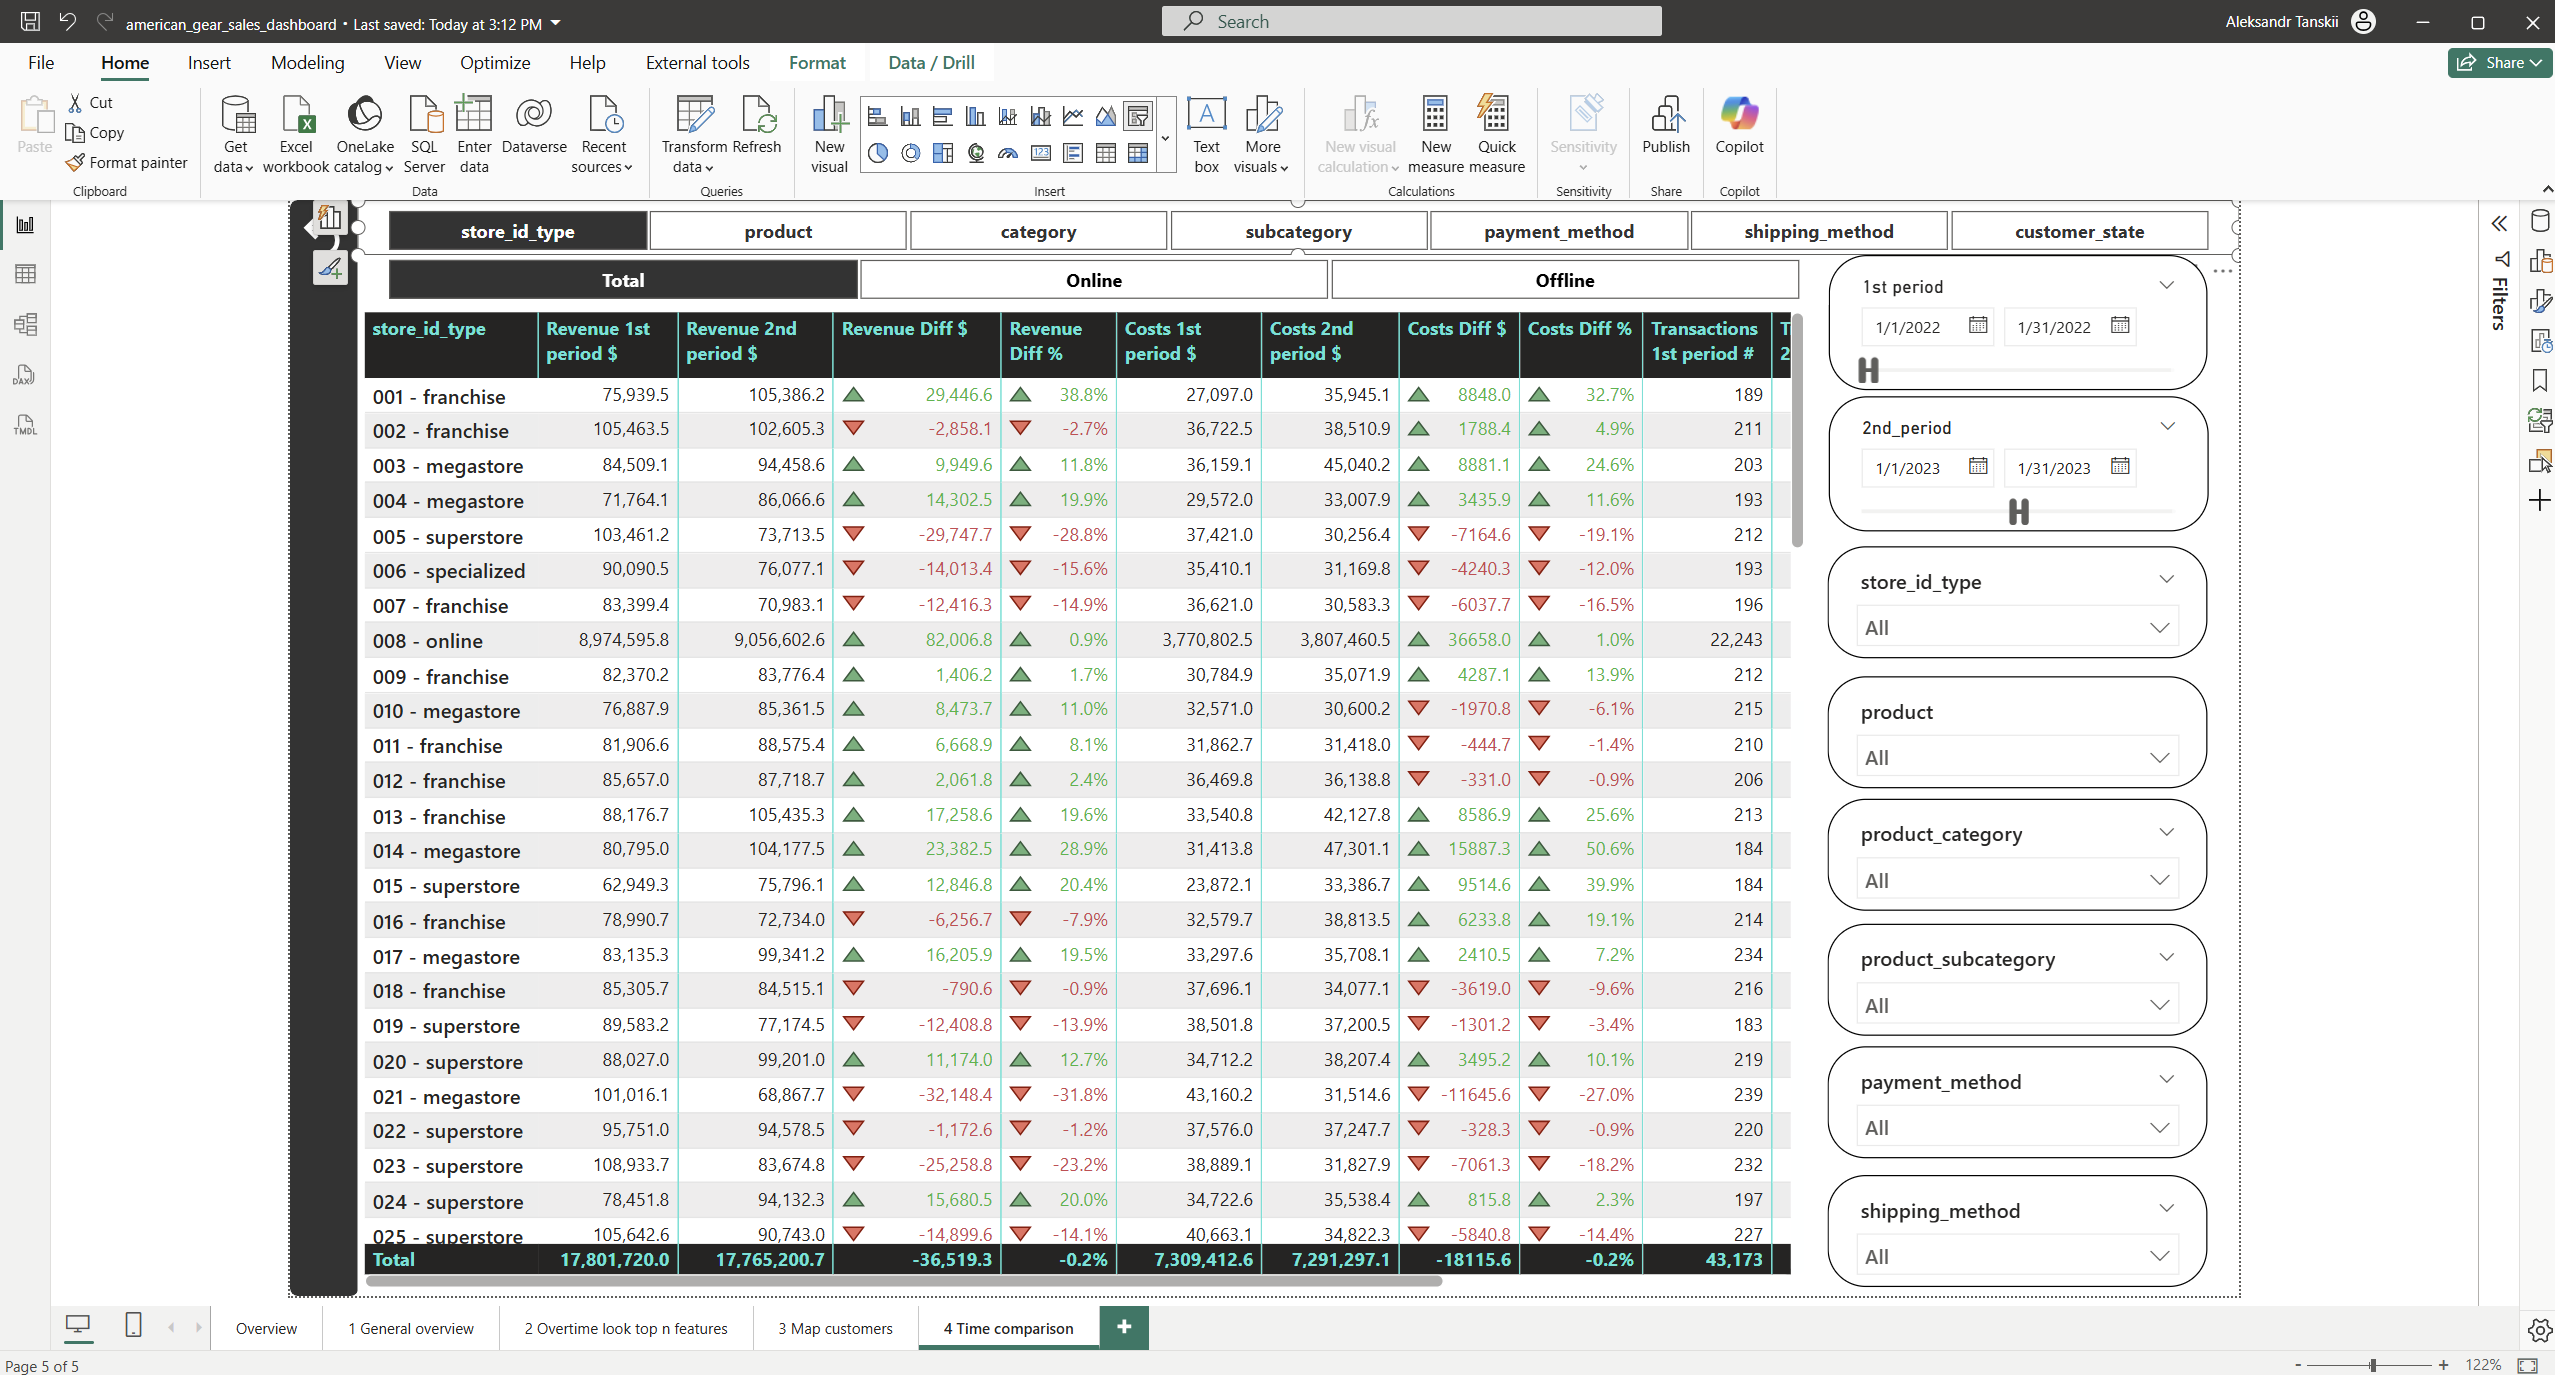 american_gear_sales_dashboard • Last saved: Today at 3:12 PM
Search
Aleksandr Tanskii
File Home Insert Modeling View Optimize Help External tools Format Data / Drill
Share
Paste
Cut
Copy
Format painter
Clipboard
Get data
Excel workbook
OneLake catalog
SQL Server
Enter data
Dataverse
Recent sources
Data
Transform data
Refresh
Queries
New visual
123
A
Text box
More visuals
Insert
New visual calculation
New measure
Quick measure
Calculations
Sensitivity
Sensitivity
Publish
Share
Copilot
Copilot
DAX
TMDL
store_id_type product category subcategory payment_method shipping_method customer_state
Total Online Offline
store_id_type Revenue 1st period $ Revenue 2nd period $ Revenue Diff $ Revenue Diff % Costs 1st period $ Costs 2nd period $ Costs Diff $ Costs Diff % Transactions 1st period # T 2
001 - franchise 75,939.5 105,386.2 29,446.6 38.8% 27,097.0 35,945.1 8848.0 32.7% 189
002 - franchise 105,463.5 102,605.3 -2,858.1 -2.7% 36,722.5 38,510.9 1788.4 4.9% 211
003 - megastore 84,509.1 94,458.6 9,949.6 11.8% 36,159.1 45,040.2 8881.1 24.6% 203
004 - megastore 71,764.1 86,066.6 14,302.5 19.9% 29,572.0 33,007.9 3435.9 11.6% 193
005 - superstore 103,461.2 73,713.5 -29,747.7 -28.8% 37,421.0 30,256.4 -7164.6 -19.1% 212
006 - specialized 90,090.5 76,077.1 -14,013.4 -15.6% 35,410.1 31,169.8 -4240.3 -12.0% 193
007 - franchise 83,399.4 70,983.1 -12,416.3 -14.9% 36,621.0 30,583.3 -6037.7 -16.5% 196
008 - online 8,974,595.8 9,056,602.6 82,006.8 0.9% 3,770,802.5 3,807,460.5 36658.0 1.0% 22,243
009 - franchise 82,370.2 83,776.4 1,406.2 1.7% 30,784.9 35,071.9 4287.1 13.9% 212
010 - megastore 76,887.9 85,361.5 8,473.7 11.0% 32,571.0 30,600.2 -1970.8 -6.1% 215
011 - franchise 81,906.6 88,575.4 6,668.9 8.1% 31,862.7 31,418.0 -444.7 -1.4% 210
012 - franchise 85,657.0 87,718.7 2,061.8 2.4% 36,469.8 36,138.8 -331.0 -0.9% 206
013 - franchise 88,176.7 105,435.3 17,258.6 19.6% 33,540.8 42,127.8 8586.9 25.6% 213
014 - megastore 80,795.0 104,177.5 23,382.5 28.9% 31,413.8 47,301.1 15887.3 50.6% 184
015 - superstore 62,949.3 75,796.1 12,846.8 20.4% 23,872.1 33,386.7 9514.6 39.9% 184
016 - franchise 78,990.7 72,734.0 -6,256.7 -7.9% 32,579.7 38,813.5 6233.8 19.1% 214
017 - megastore 83,135.3 99,341.2 16,205.9 19.5% 33,297.6 35,708.1 2410.5 7.2% 234
018 - franchise 85,305.7 84,515.1 -790.6 -0.9% 37,696.1 34,077.1 -3619.0 -9.6% 216
019 - superstore 89,583.2 77,174.5 -12,408.8 -13.9% 38,501.8 37,200.5 -1301.2 -3.4% 183
020 - superstore 88,027.0 99,201.0 11,174.0 12.7% 34,712.2 38,207.4 3495.2 10.1% 219
021 - megastore 101,016.1 68,867.7 -32,148.4 -31.8% 43,160.2 31,514.6 -11645.6 -27.0% 239
022 - superstore 95,751.0 94,578.5 -1,172.6 -1.2% 37,576.0 37,247.7 -328.3 -0.9% 220
023 - superstore 108,933.7 83,674.8 -25,258.8 -23.2% 38,889.1 31,827.9 -7061.3 -18.2% 232
024 - superstore 78,451.8 94,132.3 15,680.5 20.0% 34,722.6 35,538.4 815.8 2.3% 197
025 - superstore 105,642.6 90,743.0 -14,899.6 -14.1% 40,663.1 34,822.3 -5840.8 -14.4% 227
Total 17,801,720.0 17,765,200.7 -36,519.3 -0.2% 7,309,412.6 7,291,297.1 -18115.6 -0.2% 43,173
1st period
1/1/2022 1/31/2022
2nd_period
1/1/2023 1/31/2023
store_id_type
All
product
All
product_category
All
product_subcategory
All
payment_method
All
shipping_method
All
Filters
Overview 1 General overview 2 Overtime look top n features 3 Map customers 4 Time comparison +
Page 5 of 5
- + 122%